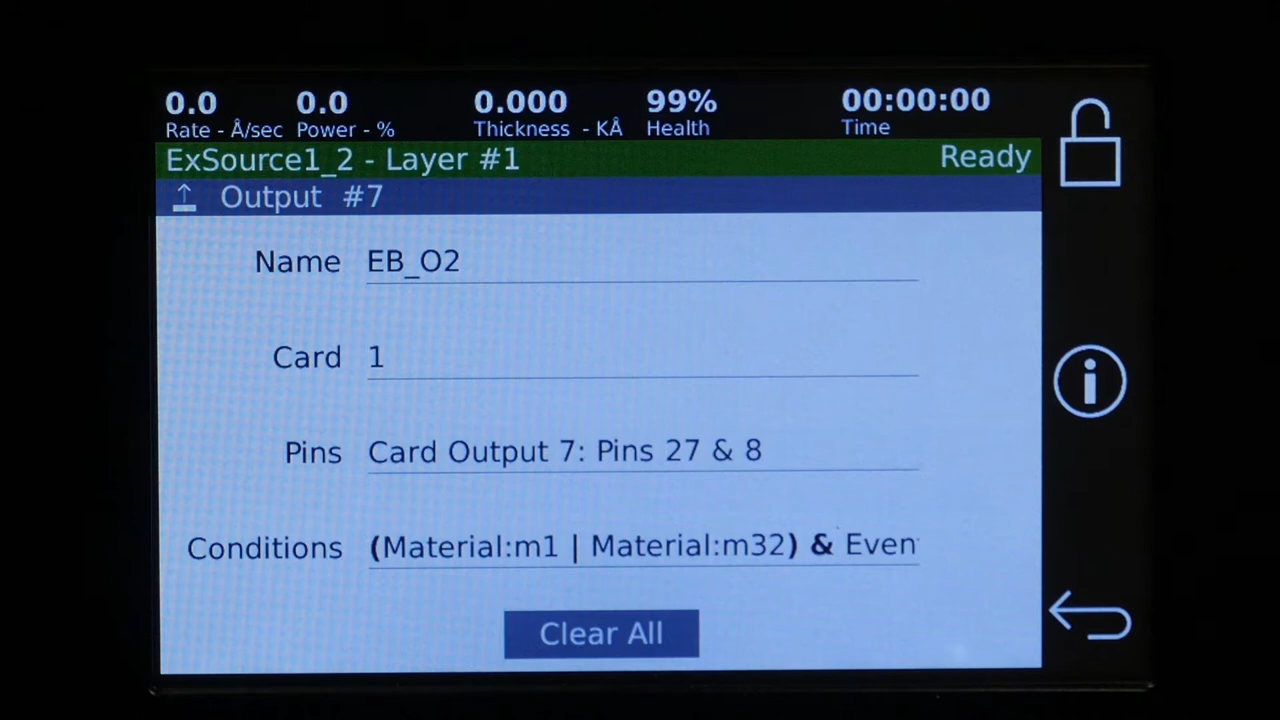 0.0 0.0 0.000 99% 00:00:00
Rate - Å/sec Power - % Thickness - KÅ Health Time
ExSource1_2 - Layer #1 Ready
Output #7
Name EB_O2
Card 1
Pins Card Output 7: Pins 27 & 8
Conditions (Material:m1 | Material:m32) & Even
Clear All